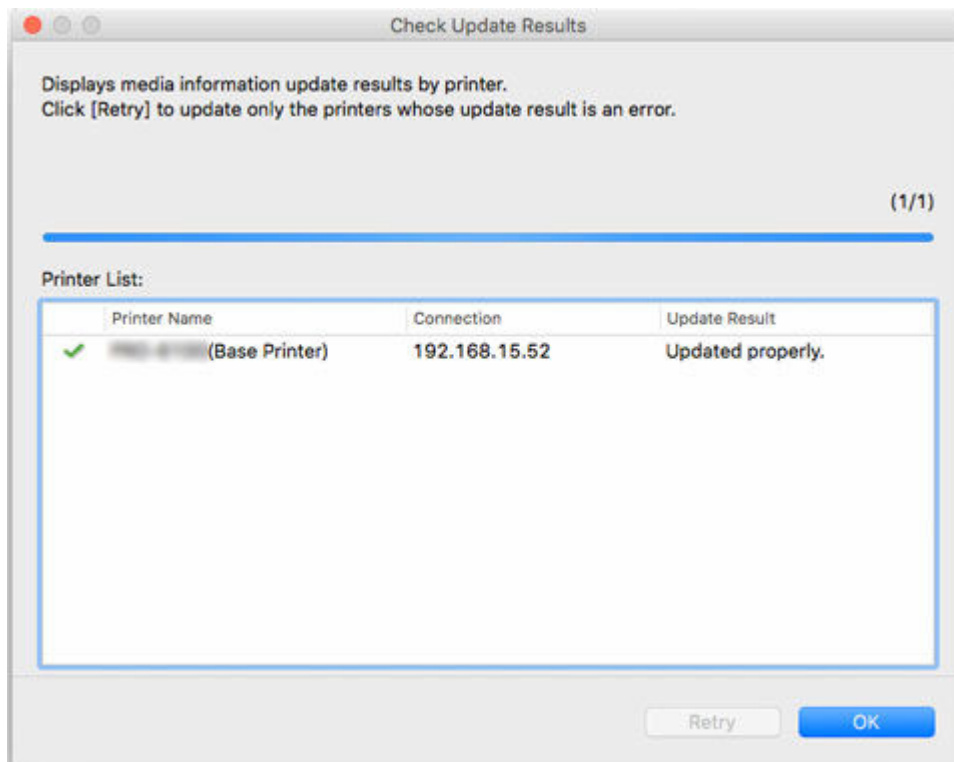 Check Update Results
Displays media information update results by printer.
Click [Retry] to update only the printers whose update result is an error.
(1/1)
Printer List:
Printer Name Connection Update Result
(Base Printer) 192.168.15.52 Updated properly.
Retry OK